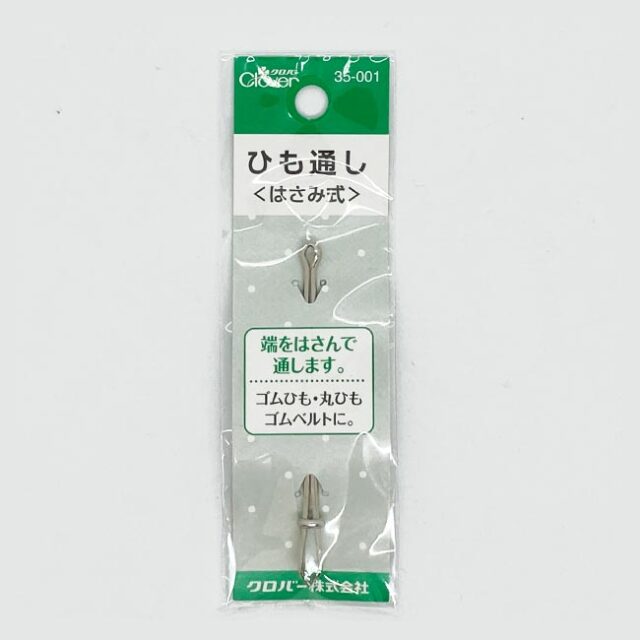 クロバー
Clover
35-001
ひも通し
<はさみ式>
端をはさんで
通します。
ゴムひも・丸ひも
ゴムベルトに。
クロバー株式会社